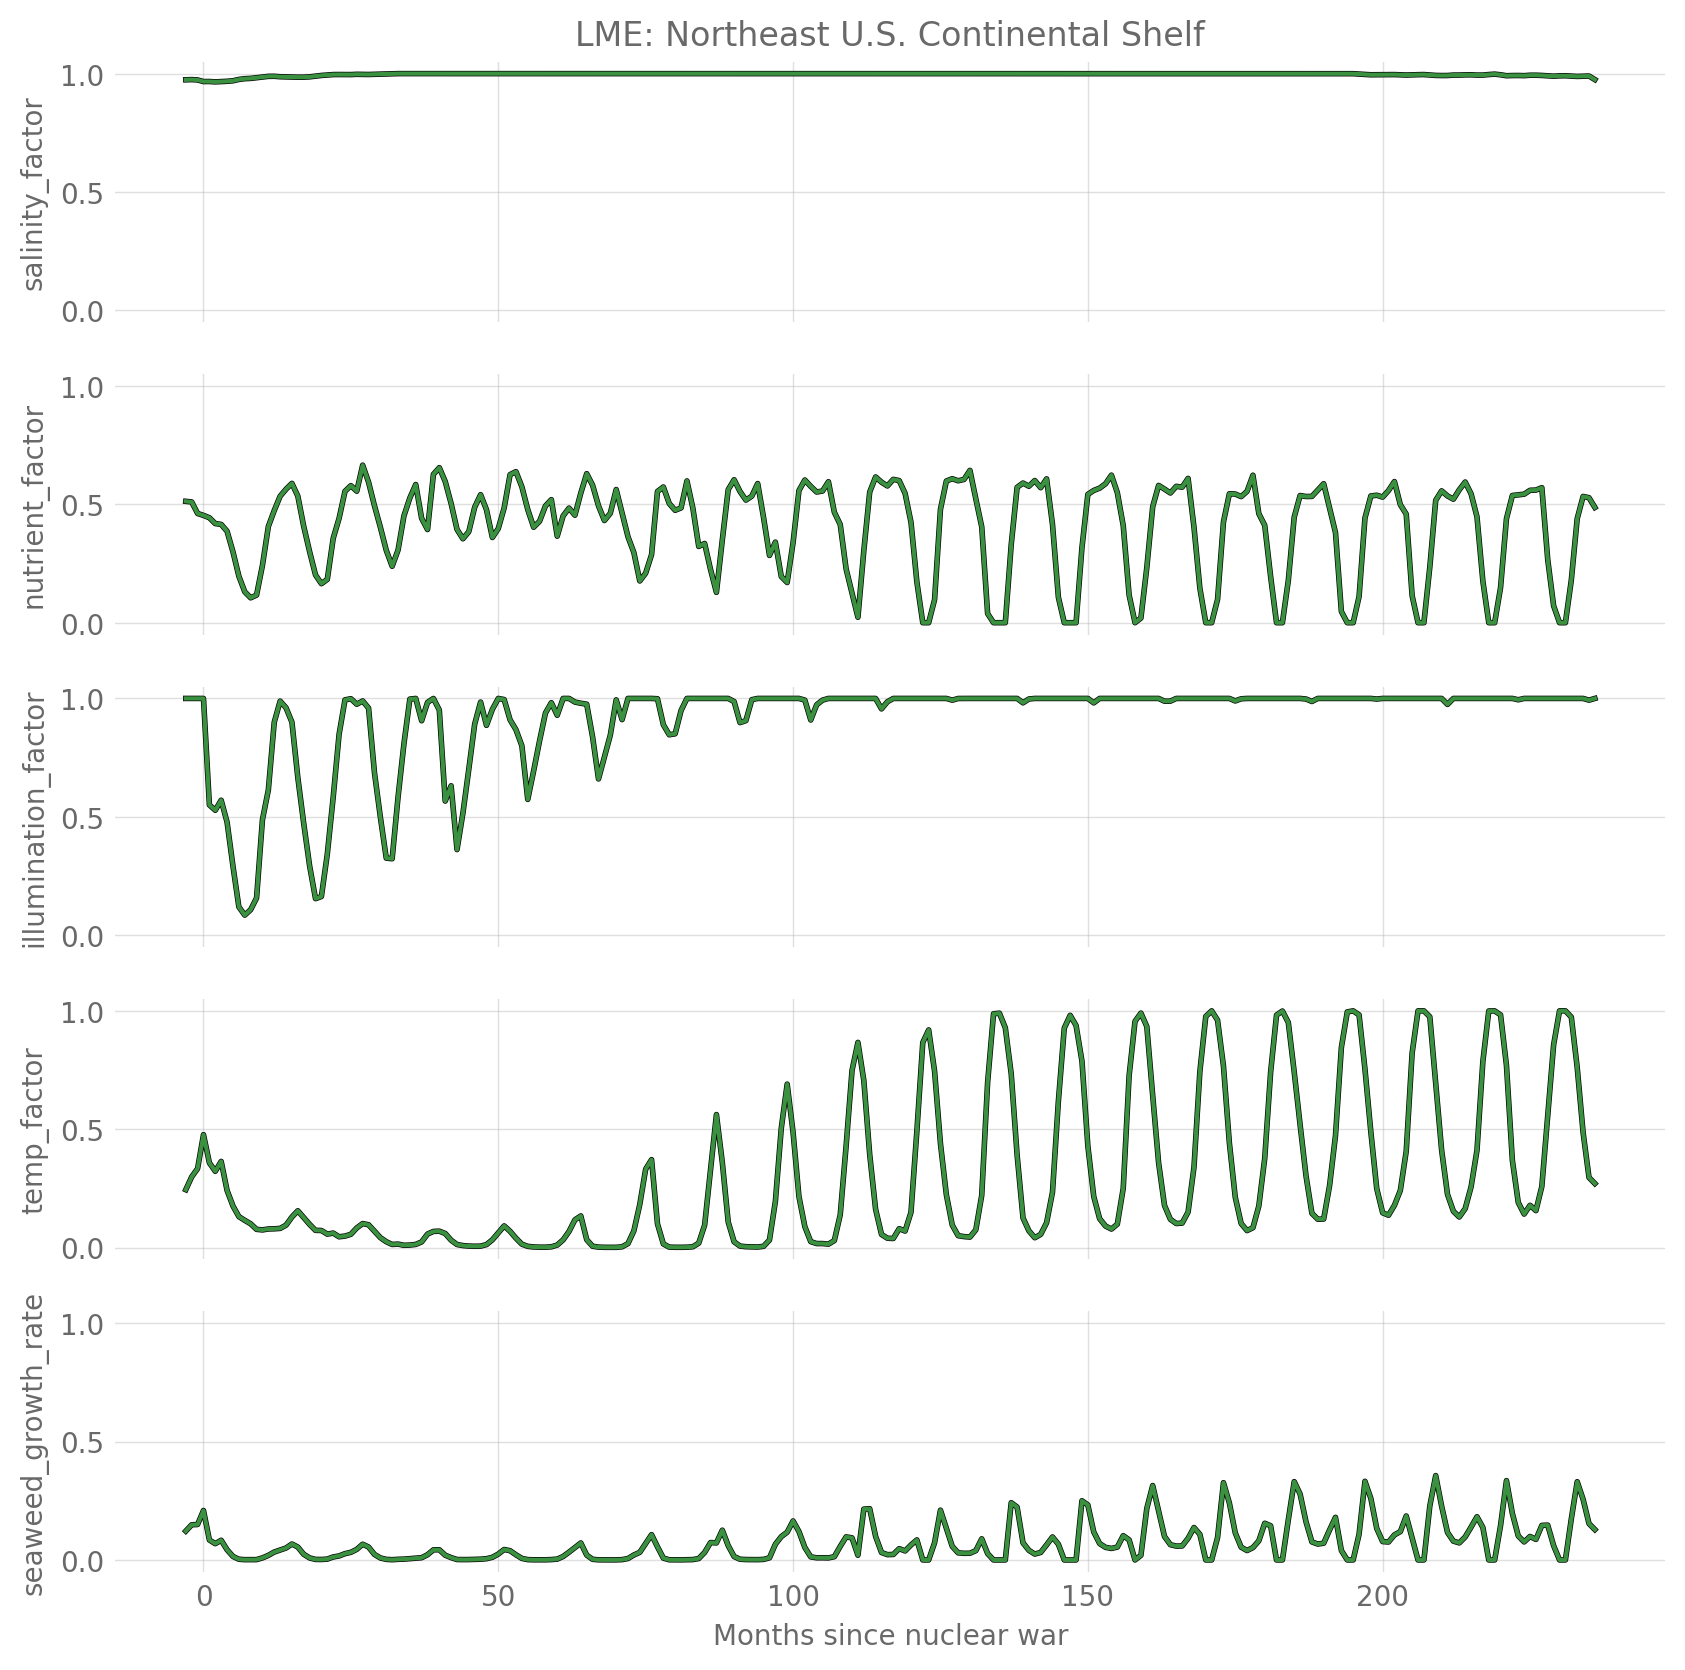 LME: Northeast U.S. Continental Shelf
salinity_factor
1.0
0.5
0.0
nutrient_factor
1.0
0.5
0.0
illumination_factor
1.0
0.5
0.0
temp_factor
1.0
0.5
0.0
seaweed_growth_rate
1.0
0.5
0.0
0 50 100 150 200
Months since nuclear war